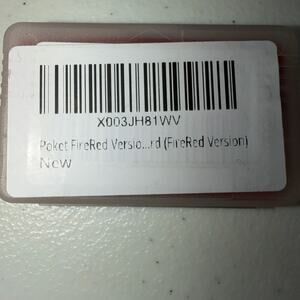 X003JH81WV
Poket FireRed Versio...rd (FireRed Version)
New